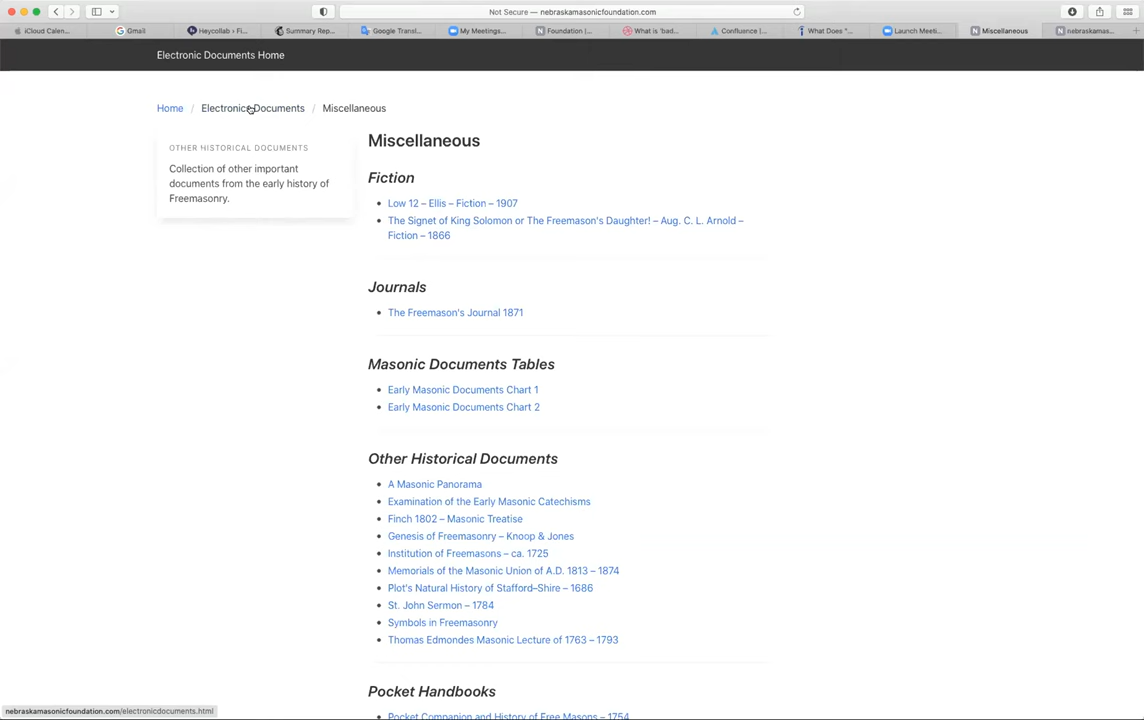 Not Secure — nebraskamasonicfoundation.com
iCloud Calen...
Gmail
Heycollab | Fl...
Summary Rep...
Google Transl...
My Meetings...
Foundation |...
What is 'bad...
Confluence |...
What Does "...
Launch Meeti...
Miscellaneous
nebraskamas...
Electronic Documents Home
Home / Electronics Documents / Miscellaneous
OTHER HISTORICAL DOCUMENTS
Collection of other important
documents from the early history of
Freemasonry.
Miscellaneous
Fiction
• Low 12 – Ellis – Fiction – 1907
• The Signet of King Solomon or The Freemason's Daughter! – Aug. C. L. Arnold –
Fiction – 1866
Journals
• The Freemason's Journal 1871
Masonic Documents Tables
• Early Masonic Documents Chart 1
• Early Masonic Documents Chart 2
Other Historical Documents
• A Masonic Panorama
• Examination of the Early Masonic Catechisms
• Finch 1802 – Masonic Treatise
• Genesis of Freemasonry – Knoop & Jones
• Institution of Freemasons – ca. 1725
• Memorials of the Masonic Union of A.D. 1813 – 1874
• Plot's Natural History of Stafford–Shire – 1686
• St. John Sermon – 1784
• Symbols in Freemasonry
• Thomas Edmondes Masonic Lecture of 1763 – 1793
Pocket Handbooks
• Pocket Companion and History of Free Masons – 1754
nebraskamasonicfoundation.com/electronicdocuments.html